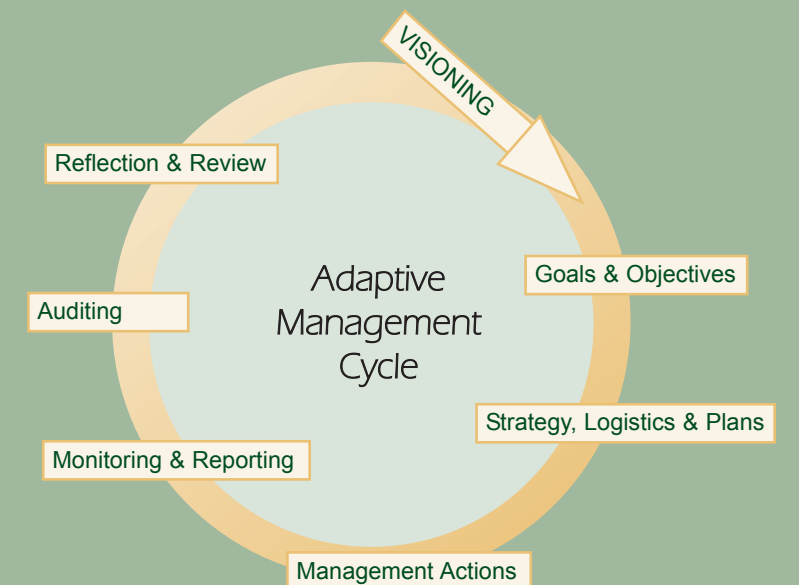 VISIONING
Reflection & Review
Goals & Objectives
Adaptive
Management
Cycle
Auditing
Strategy, Logistics & Plans
Monitoring & Reporting
Management Actions